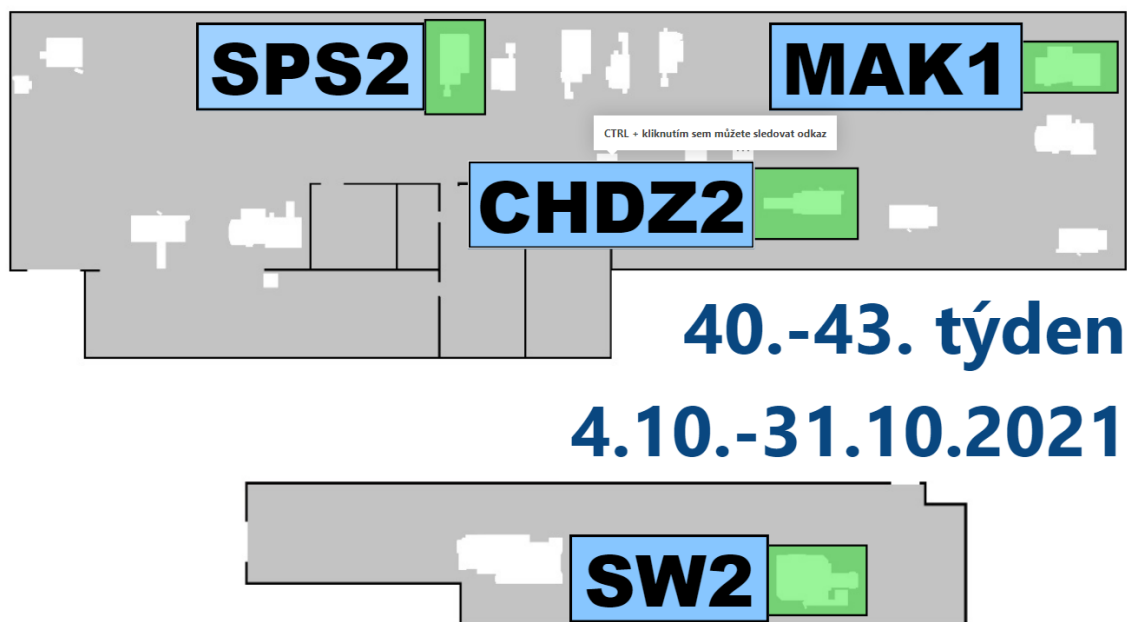 SPS2
MAK1
CTRL + kliknutím sem můžete sledovat odkaz
CHDZ2
40.-43. týden
4.10.-31.10.2021
SW2